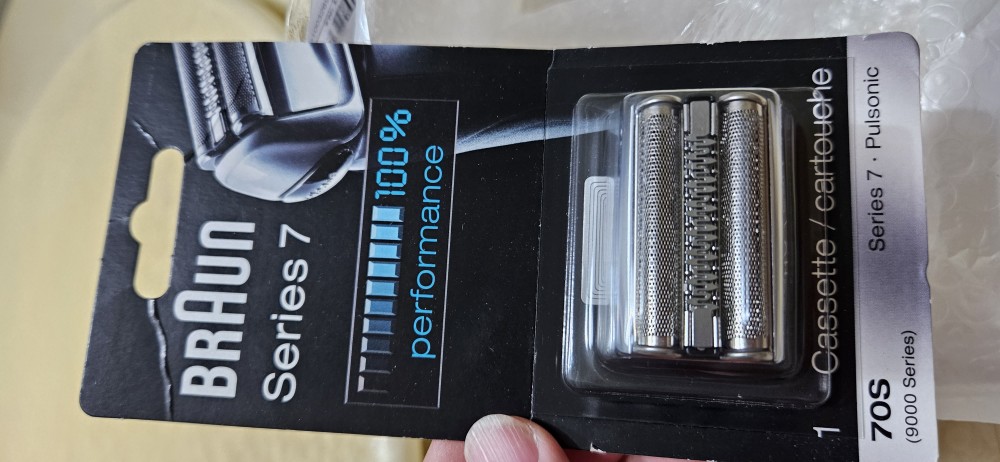 BRAUN
Series 7
100%
performance
1 Cassette / cartouche
70S Series 7 · Pulsonic
(9000 Series)